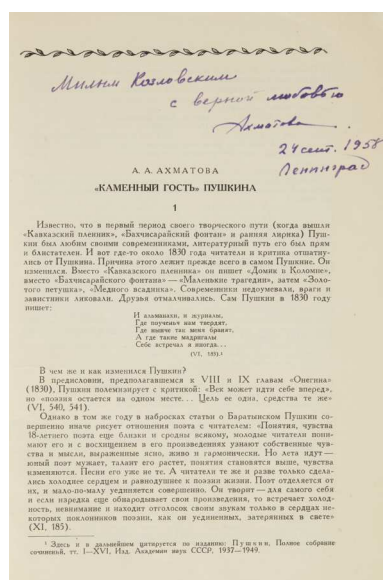 Милым Козловским
с верной любовью
Ахматова
24 сент. 1958
Ленинград
А. А. АХМАТОВА
«КАМЕННЫЙ ГОСТЬ» ПУШКИНА
1
Известно, что в первый период своего творческого пути (когда вышли
«Кавказский пленник», «Бахчисарайский фонтан» и ранняя лирика) Пуш-
кин был любим своими современниками, литературный путь его был прям
и блистателен. И вот где-то около 1830 года читатели и критика отшатну-
лись от Пушкина. Причина этого лежит прежде всего в самом Пушкине. Он
изменился. Вместо «Кавказского пленника» он пишет «Домик в Коломне»,
вместо «Бахчисарайского фонтана» — «Маленькие трагедии», затем «Золо-
того петушка», «Медного всадника». Современники недоумевали, враги и
завистники ликовали. Друзья отмалчивались. Сам Пушкин в 1830 году
пишет:
И альманахи, и журналы,
Где поученья нам твердят,
Где нынче так меня бранят,
А где такие мадригалы
Себе встречал я иногда...
(VI, 183).¹
В чем же и как изменился Пушкин?
В предисловии, предполагавшемся к VIII и IX главам «Онегина»
(1830), Пушкин полемизирует с критикой: «Век может идти себе вперед»,
но «поэзия остается на одном месте... Цель ее одна, средства те же»
(VI, 540, 541).
Однако в том же году в набросках статьи о Баратынском Пушкин со-
вершенно иначе рисует отношения поэта с читателем: «Понятия, чувства
18-летнего поэта еще близки и сродны всякому, молодые читатели пони-
мают его и с восхищением в его произведениях узнают собственные чув-
ства и мысли, выраженные ясно, живо и гармонически. Но лета идут —
юный поэт мужает, талант его растет, понятия становятся выше, чувства
изменяются. Песни его уже не те. А читатели те же и разве только сдела-
лись холоднее сердцем и равнодушнее к поэзии жизни. Поэт отделяется от
их, и мало-по-малу уединяется совершенно. Он творит — для самого себя
и если изредка еще обнародывает свои произведения, то встречает холод-
ность, невнимание и находит отголосок своим звукам только в сердцах не-
которых поклонников поэзии, как он уединенных, затерянных в свете»
(XI, 185).
¹ Здесь и в дальнейшем цитируется по изданию: Пушкин, Полное собрание
сочинений, тт. I—XVI. Изд. Академии наук СССР, 1937—1949.